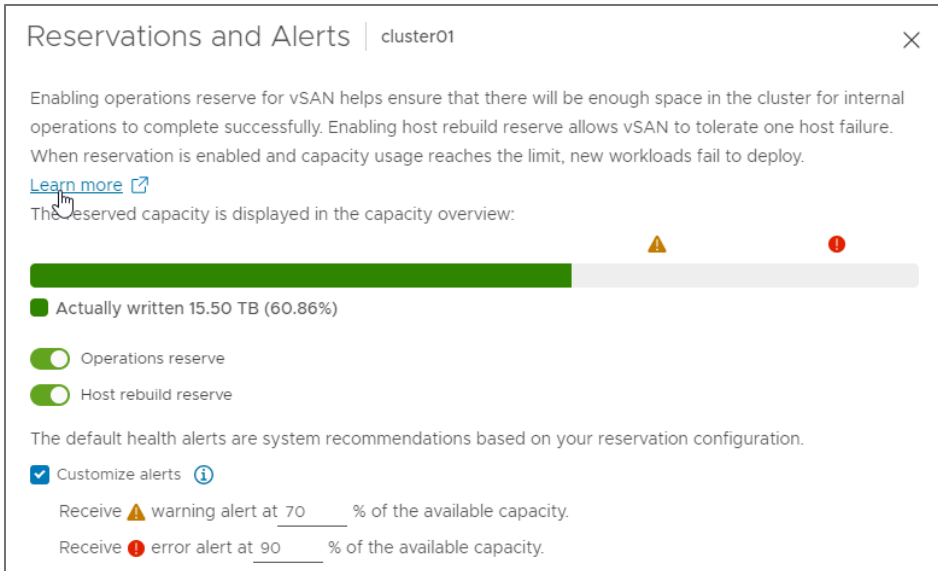 Reservations and Alerts cluster01
Enabling operations reserve for vSAN helps ensure that there will be enough space in the cluster for internal
operations to complete successfully. Enabling host rebuild reserve allows vSAN to tolerate one host failure.
When reservation is enabled and capacity usage reaches the limit, new workloads fail to deploy.
Learn more
The reserved capacity is displayed in the capacity overview:
Actually written 15.50 TB (60.86%)
Operations reserve
Host rebuild reserve
The default health alerts are system recommendations based on your reservation configuration.
Customize alerts
Receive warning alert at 70 % of the available capacity.
Receive error alert at 90 % of the available capacity.